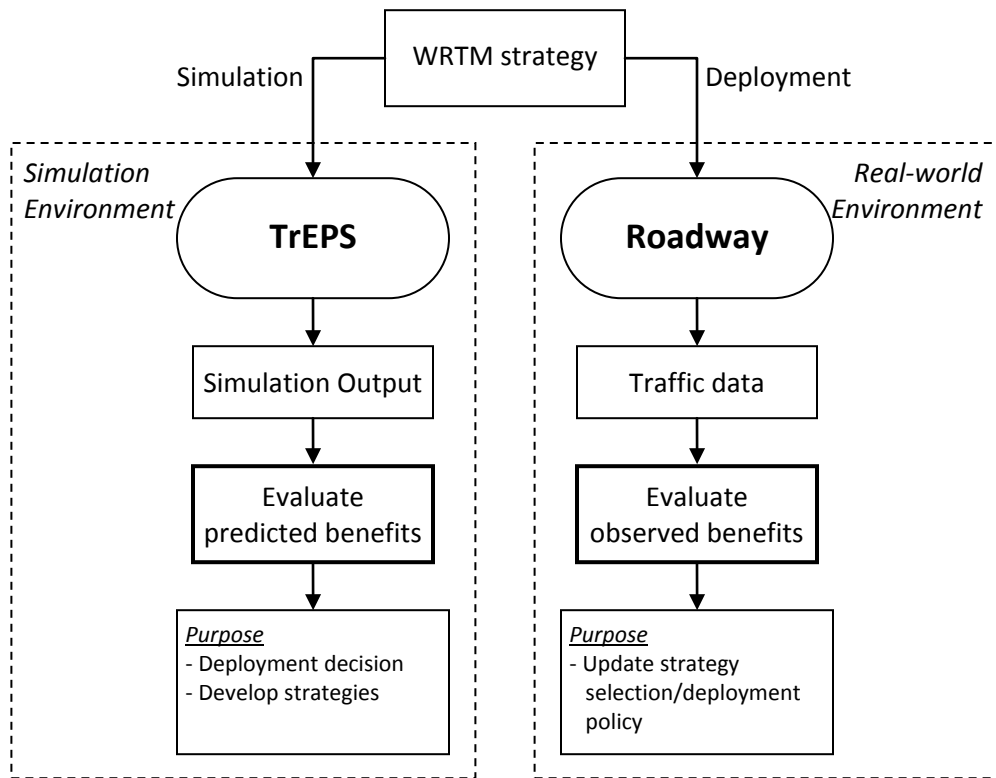 WRTM strategy
Simulation
Deployment
Simulation
Environment
TrEPS
Simulation Output
Evaluate
predicted benefits
Purpose
- Deployment decision
- Develop strategies
Real-world
Environment
Roadway
Traffic data
Evaluate
observed benefits
Purpose
- Update strategy
selection/deployment
policy